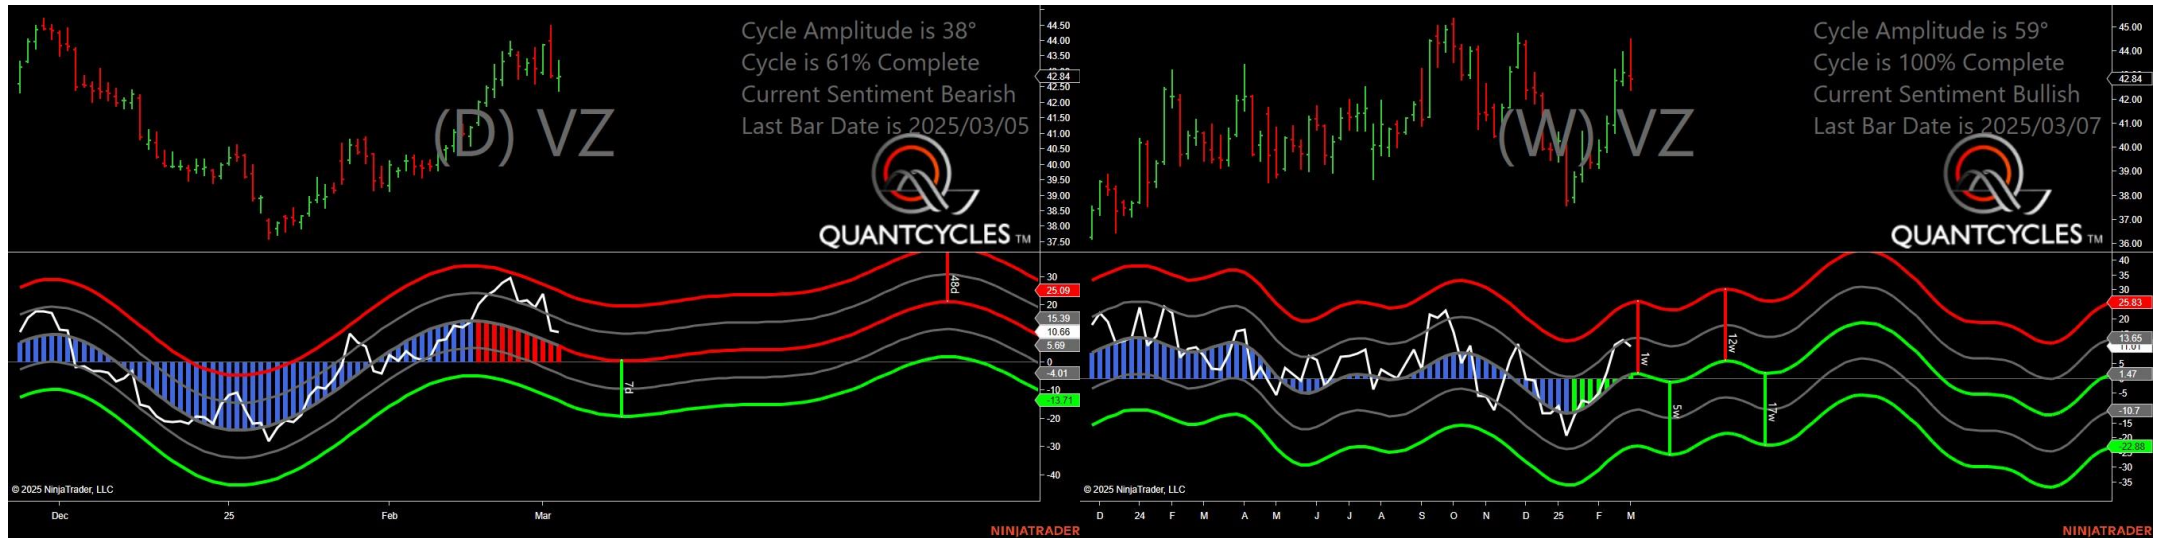 Cycle Amplitude is 38°
Cycle is 61% Complete
Current Sentiment Bearish
Last Bar Date is 2025/03/05
(D) VZ
QUANTCYCLES TM
44.50
44.00
43.50
42.84
42.50
42.00
41.50
41.00
40.50
40.00
39.50
39.00
38.50
38.00
37.50
48d
7d
30
25.09
20
15.39
10.66
5.69
0
-4.01
-10
-13.71
-20
-30
-40
© 2025 NinjaTrader, LLC
Dec
25
Feb
Mar
NINJATRADER
Cycle Amplitude is 59°
Cycle is 100% Complete
Current Sentiment Bullish
Last Bar Date is 2025/03/07
(W) VZ
QUANTCYCLES TM
45.00
44.00
42.84
42.00
41.00
40.00
39.00
38.00
37.00
36.00
1w
12w
5w
17w
40
35
30
25.83
20
13.65
5
1.47
-5
-10.7
-15
-22.88
-30
-35
© 2025 NinjaTrader, LLC
D
24
F
M
A
M
J
J
A
S
O
N
D
25
F
M
NINJATRADER